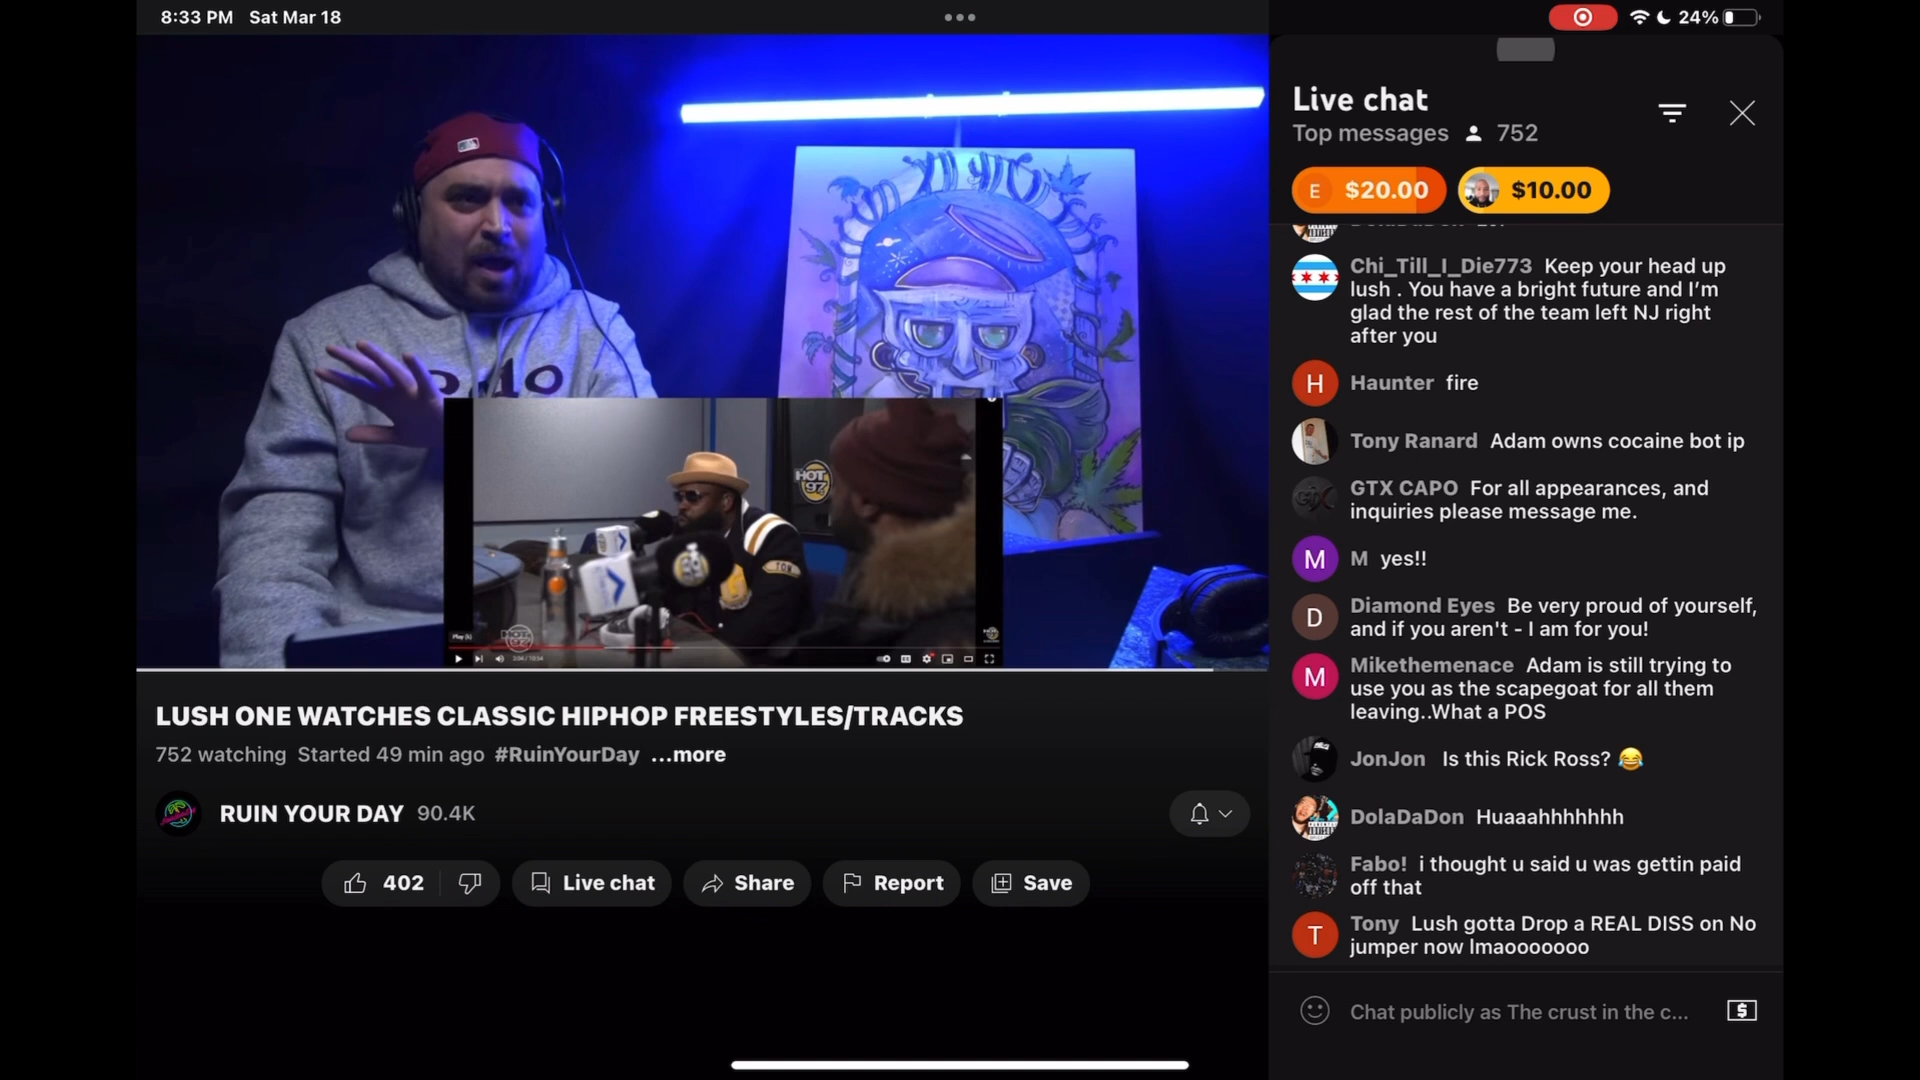 8:33 PM Sat Mar 18
24%
Live chat
Top messages 752
E $20.00 $10.00
Chi_Till_I_Die773 Keep your head up
lush . You have a bright future and I’m
glad the rest of the team left NJ right
after you
H Haunter fire
Tony Ranard Adam owns cocaine bot ip
GTX CAPO For all appearances, and
inquiries please message me.
M M yes!!
D Diamond Eyes Be very proud of yourself,
and if you aren't - I am for you!
M Mikethemenace Adam is still trying to
use you as the scapegoat for all them
leaving..What a POS
JonJon Is this Rick Ross? 😂
DolaDaDon Huaaahhhhhhh
Fabo! i thought u said u was gettin paid
off that
T Tony Lush gotta Drop a REAL DISS on No
jumper now lmaooooooo
Chat publicly as The crust in the c...
HOT
97
TOM
Play (k)
LUSH ONE WATCHES CLASSIC HIPHOP FREESTYLES/TRACKS
752 watching Started 49 min ago #RuinYourDay ...more
RUIN YOUR DAY 90.4K
402 Live chat Share Report Save